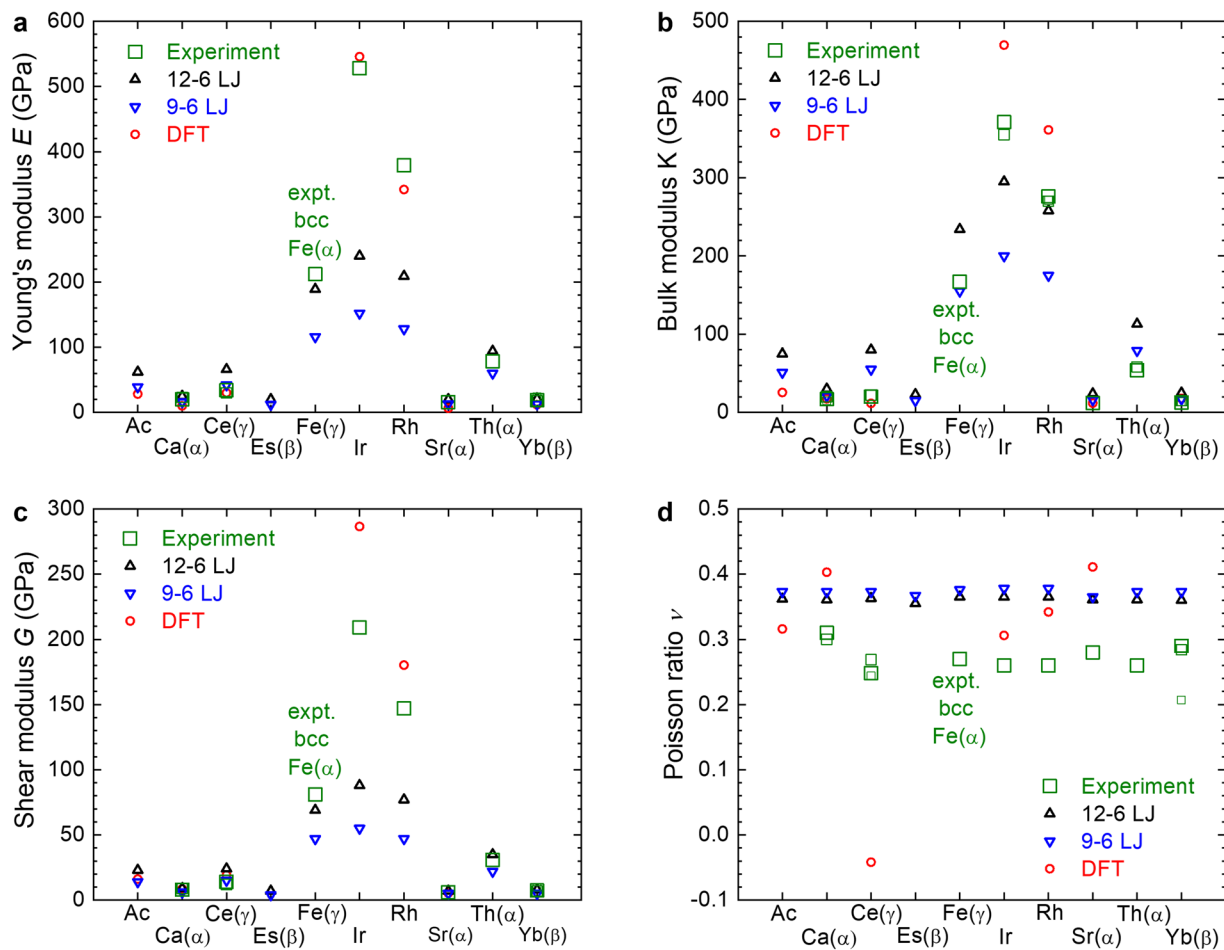 a
600
500
400
300
200
100
0
Young's modulus E (GPa)
Experiment
12-6 LJ
9-6 LJ
DFT
expt.
bcc
Fe(α)
Ac
Ca(α)
Ce(γ)
Es(β)
Fe(γ)
Ir
Rh
Sr(α)
Th(α)
Yb(β)
b
500
400
300
200
100
0
Bulk modulus K (GPa)
Experiment
12-6 LJ
9-6 LJ
DFT
expt.
bcc
Fe(α)
Ac
Ca(α)
Ce(γ)
Es(β)
Fe(γ)
Ir
Rh
Sr(α)
Th(α)
Yb(β)
c
300
250
200
150
100
50
0
Shear modulus G (GPa)
Experiment
12-6 LJ
9-6 LJ
DFT
expt.
bcc
Fe(α)
Ac
Ca(α)
Ce(γ)
Es(β)
Fe(γ)
Ir
Rh
Sr(α)
Th(α)
Yb(β)
d
0.5
0.4
0.3
0.2
0.1
0.0
-0.1
Poisson ratio ν
expt.
bcc
Fe(α)
Experiment
12-6 LJ
9-6 LJ
DFT
Ac
Ca(α)
Ce(γ)
Es(β)
Fe(γ)
Ir
Rh
Sr(α)
Th(α)
Yb(β)